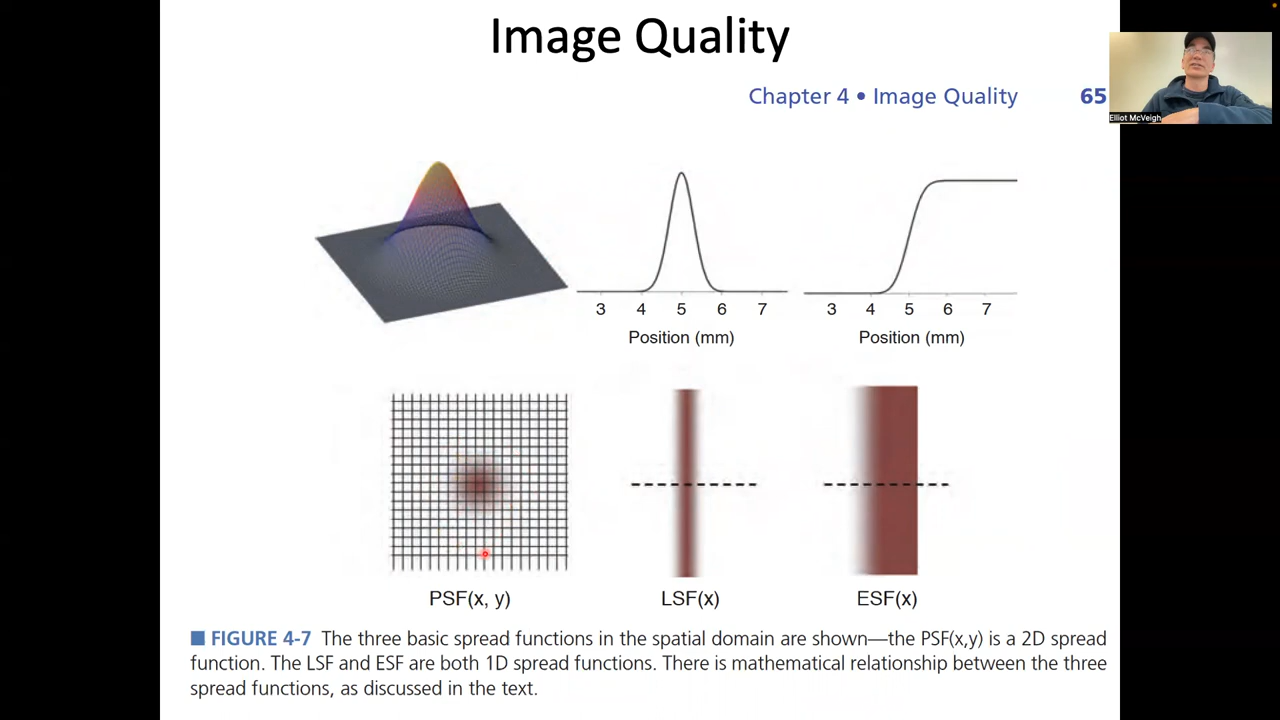 Image Quality
Chapter 4 • Image Quality 65
Elliot McVeigh
3 4 5 6 7
Position (mm)
3 4 5 6 7
Position (mm)
PSF(x, y)
LSF(x)
ESF(x)
■ FIGURE 4-7 The three basic spread functions in the spatial domain are shown—the PSF(x,y) is a 2D spread
function. The LSF and ESF are both 1D spread functions. There is mathematical relationship between the three
spread functions, as discussed in the text.